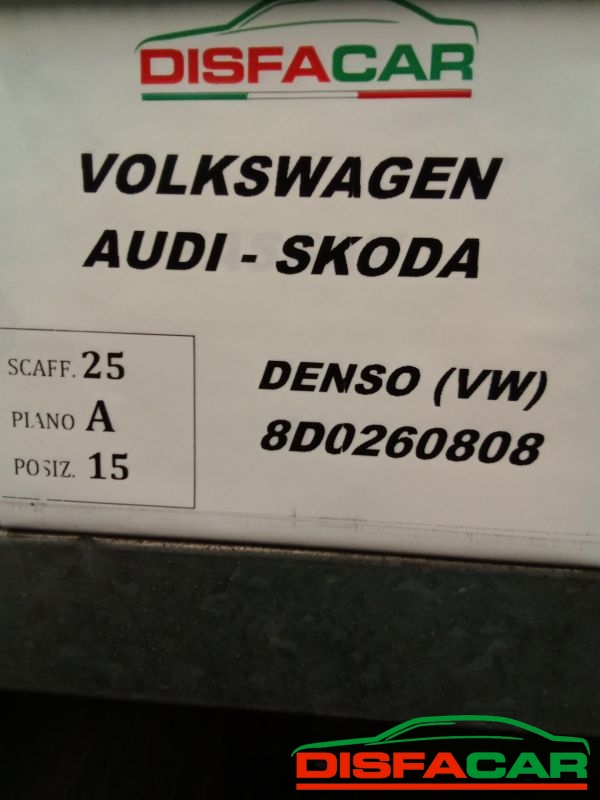 DISFACAR
VOLKSWAGEN
AUDI - SKODA
SCAFF. 25
PIANO A
POSIZ. 15
DENSO (VW)
8D0260808
DISFACAR